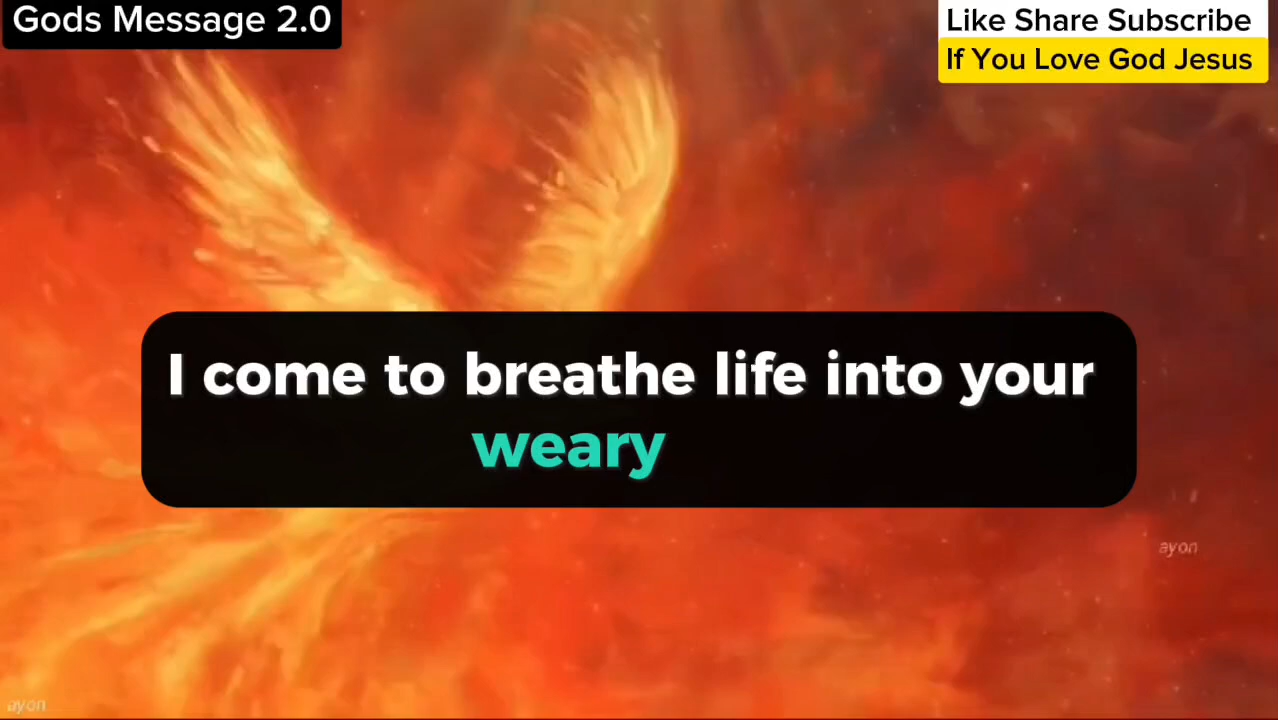 Gods Message 2.0
Like Share Subscribe
If You Love God Jesus
I come to breathe life into your
weary
ayon
ayon